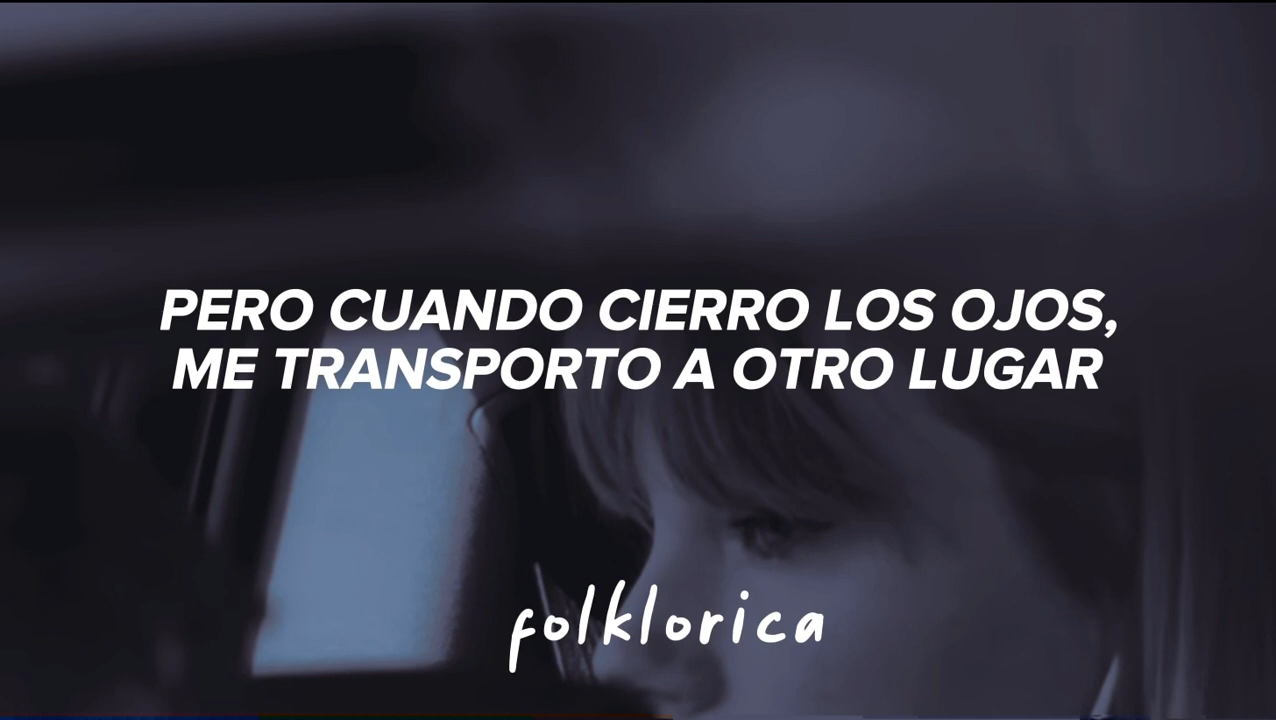 PERO CUANDO CIERRO LOS OJOS,
ME TRANSPORTO A OTRO LUGAR
folklorica